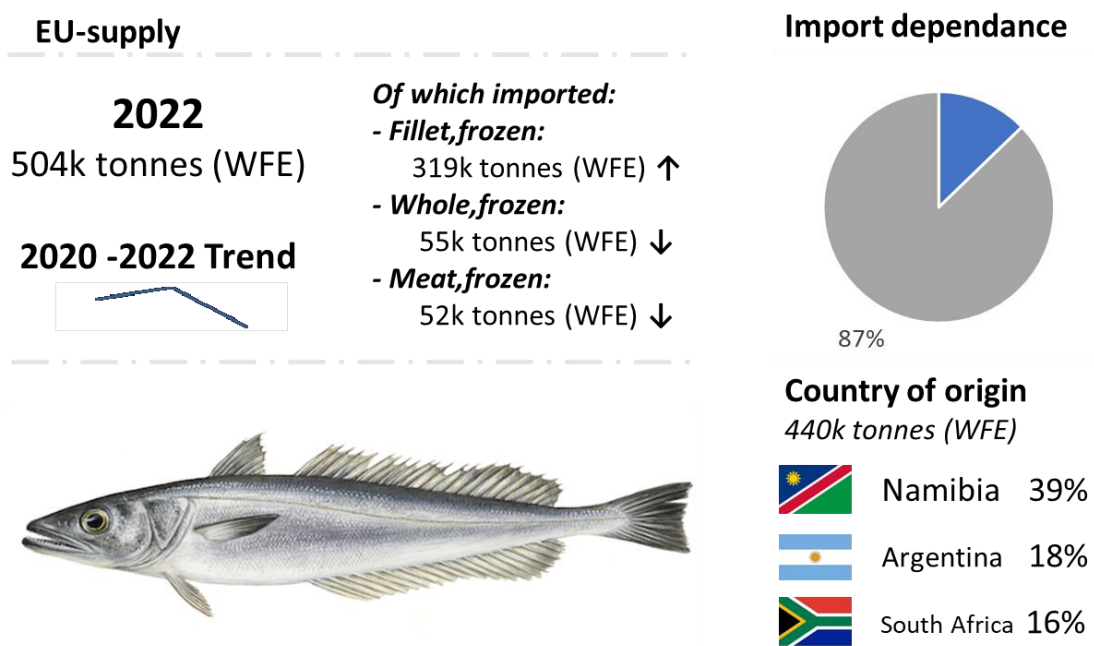 EU-supply
2022
504k tonnes (WFE)
2020 -2022 Trend
Of which imported:
- Fillet,frozen:
319k tonnes (WFE) ↑
- Whole,frozen:
55k tonnes (WFE) ↓
- Meat,frozen:
52k tonnes (WFE) ↓
Import dependance
87%
Country of origin
440k tonnes (WFE)
Namibia 39%
Argentina 18%
South Africa 16%